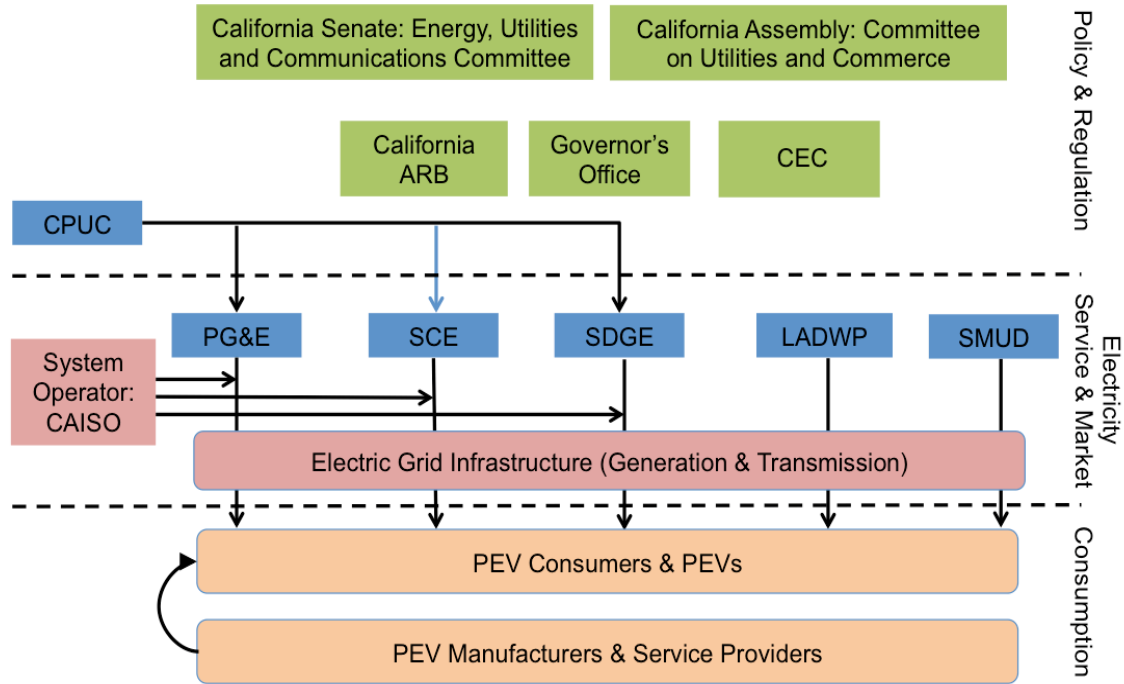 California Senate: Energy, Utilities
and Communications Committee
California Assembly: Committee
on Utilities and Commerce
Policy & Regulation
California
ARB
Governor's
Office
CEC
CPUC
PG&E
SCE
SDGE
LADWP
SMUD
Electricity
Service & Market
System
Operator:
CAISO
Electric Grid Infrastructure (Generation & Transmission)
PEV Consumers & PEVs
Consumption
PEV Manufacturers & Service Providers